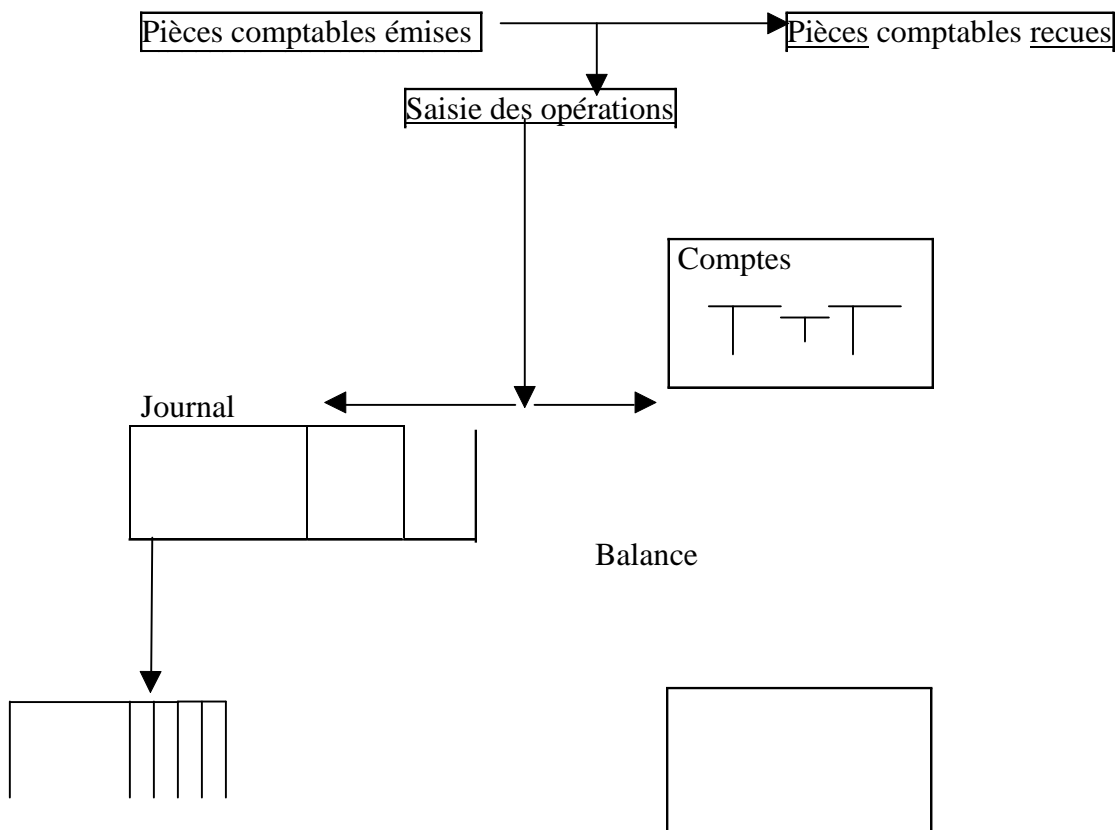 Pièces comptables émises
Pièces comptables recues
Saisie des opérations
Comptes
Journal
Balance